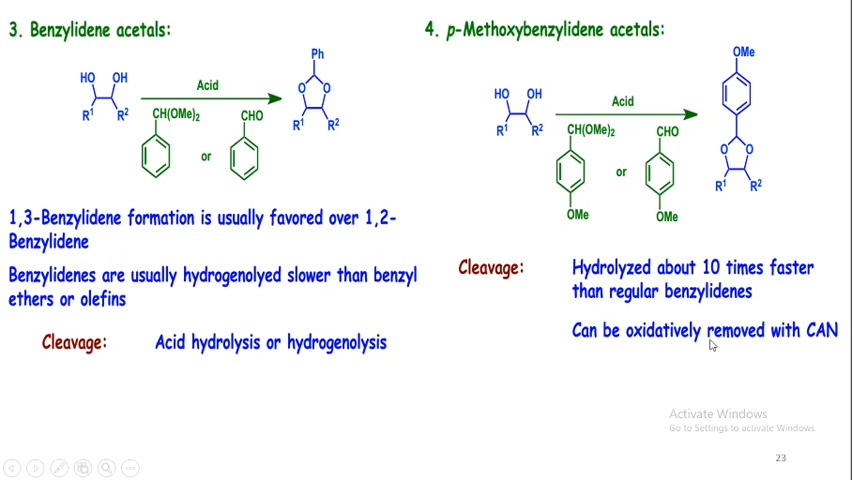 3. Benzylidene acetals:
HO OH
R1 R2
Acid
CH(OMe)2
or
CHO
Ph
O O
R1 R2
1,3-Benzylidene formation is usually favored over 1,2-
Benzylidene
Benzylidenes are usually hydrogenolyed slower than benzyl
ethers or olefins
Cleavage: Acid hydrolysis or hydrogenolysis
4. p-Methoxybenzylidene acetals:
HO OH
R1 R2
Acid
CH(OMe)2
OMe
or
CHO
OMe
OMe
O O
R1 R2
Cleavage: Hydrolyzed about 10 times faster
than regular benzylidenes
Can be oxidatively removed with CAN
Activate Windows
Go to Settings to activate Windows.
23